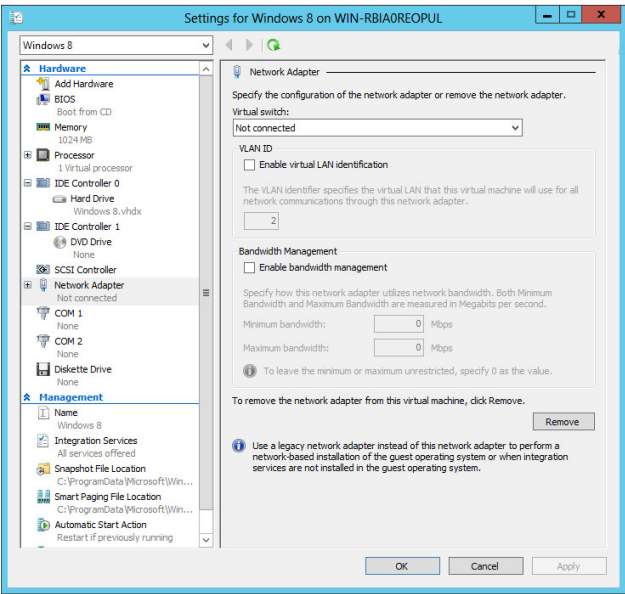 Settings for Windows 8 on WIN-RBIA0REOPUL
Windows 8
Hardware
Add Hardware
BIOS
Boot from CD
Memory
1024 MB
Processor
1 Virtual processor
IDE Controller 0
Hard Drive
Windows 8.vhdx
IDE Controller 1
DVD Drive
None
SCSI Controller
Network Adapter
Not connected
COM 1
None
COM 2
None
Diskette Drive
None
Management
Name
Windows 8
Integration Services
All services offered
Snapshot File Location
C:\ProgramData\Microsoft\Win...
Smart Paging File Location
C:\ProgramData\Microsoft\Win...
Automatic Start Action
Restart if previously running
Network Adapter
Specify the configuration of the network adapter or remove the network adapter.
Virtual switch:
Not connected
VLAN ID
Enable virtual LAN identification
The VLAN identifier specifies the virtual LAN that this virtual machine will use for all
network communications through this network adapter.
2
Bandwidth Management
Enable bandwidth management
Specify how this network adapter utilizes network bandwidth. Both Minimum
Bandwidth and Maximum Bandwidth are measured in Megabits per second.
Minimum bandwidth: 0 Mbps
Maximum bandwidth: 0 Mbps
To leave the minimum or maximum unrestricted, specify 0 as the value.
To remove the network adapter from this virtual machine, click Remove.
Remove
Use a legacy network adapter instead of this network adapter to perform a
network-based installation of the guest operating system or when integration
services are not installed in the guest operating system.
OK Cancel Apply